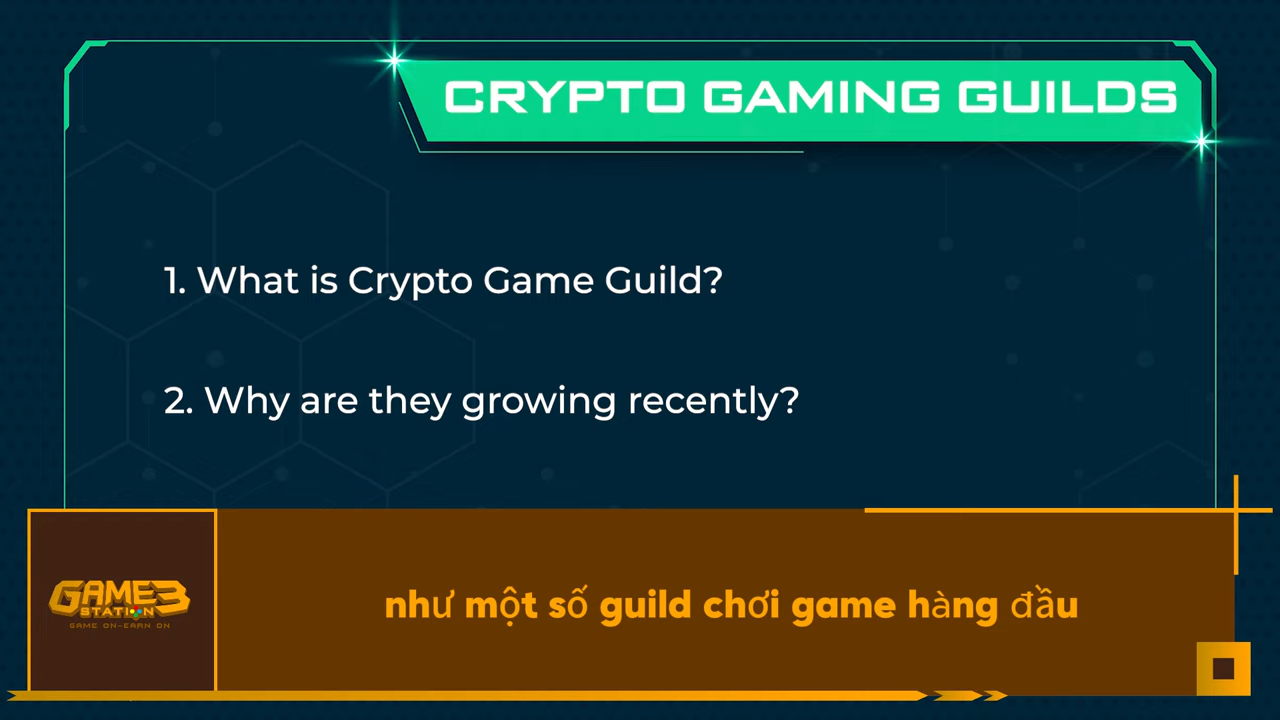 CRYPTO GAMING GUILDS
1. What is Crypto Game Guild?
2. Why are they growing recently?
GAME3
STATION
GAME ON-EARN ON
như một số guild chơi game hàng đầu